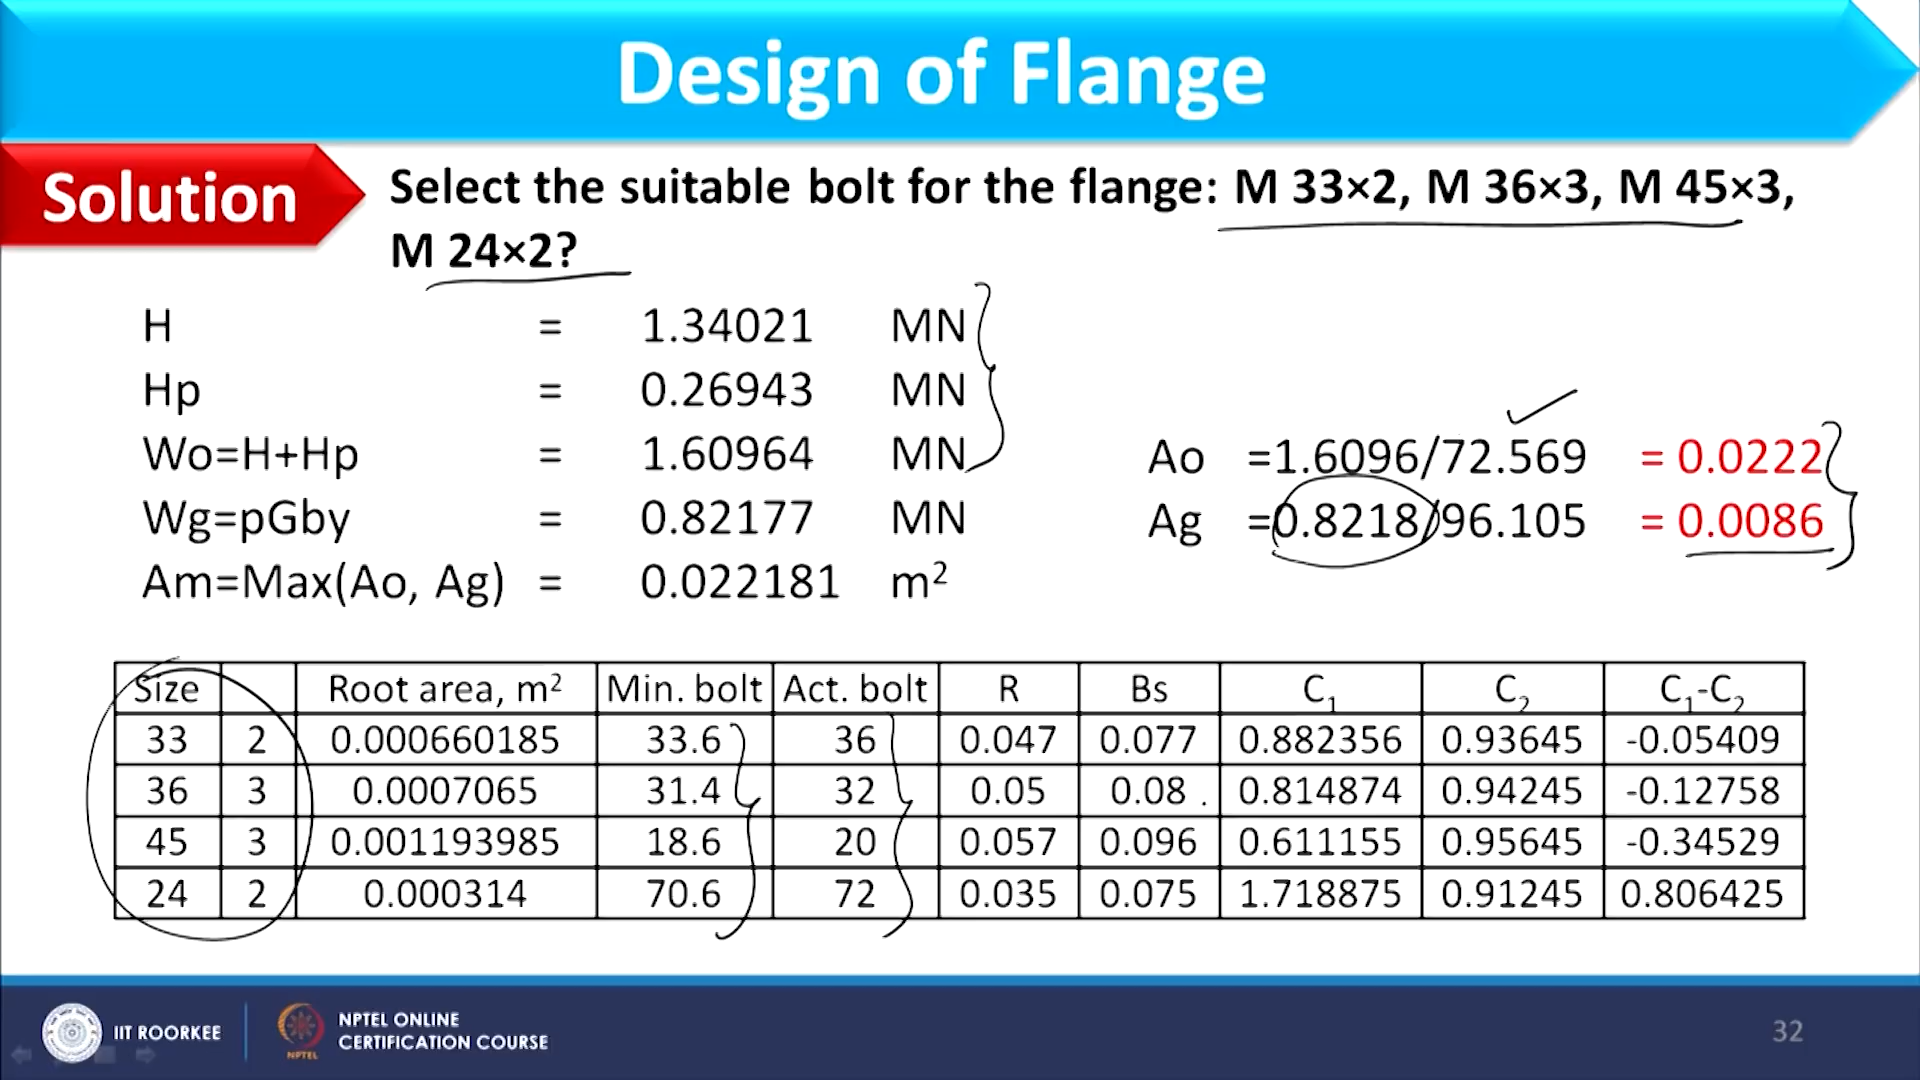 Design of Flange
Solution
Select the suitable bolt for the flange: M 33×2, M 36×3, M 45×3,
M 24×2?
H = 1.34021 MN
Hp = 0.26943 MN
Wo=H+Hp = 1.60964 MN
Wg=pGby = 0.82177 MN
Am=Max(Ao, Ag) = 0.022181 m²
Ao =1.6096/72.569 = 0.0222
Ag =0.8218/96.105 = 0.0086
Size Root area, m² Min. bolt Act. bolt R Bs C₁ C₂ C₁-C₂
33 2 0.000660185 33.6 36 0.047 0.077 0.882356 0.93645 -0.05409
36 3 0.0007065 31.4 32 0.05 0.08 0.814874 0.94245 -0.12758
45 3 0.001193985 18.6 20 0.057 0.096 0.611155 0.95645 -0.34529
24 2 0.000314 70.6 72 0.035 0.075 1.718875 0.91245 0.806425
IIT ROORKEE
NPTEL
NPTEL ONLINE
CERTIFICATION COURSE
32